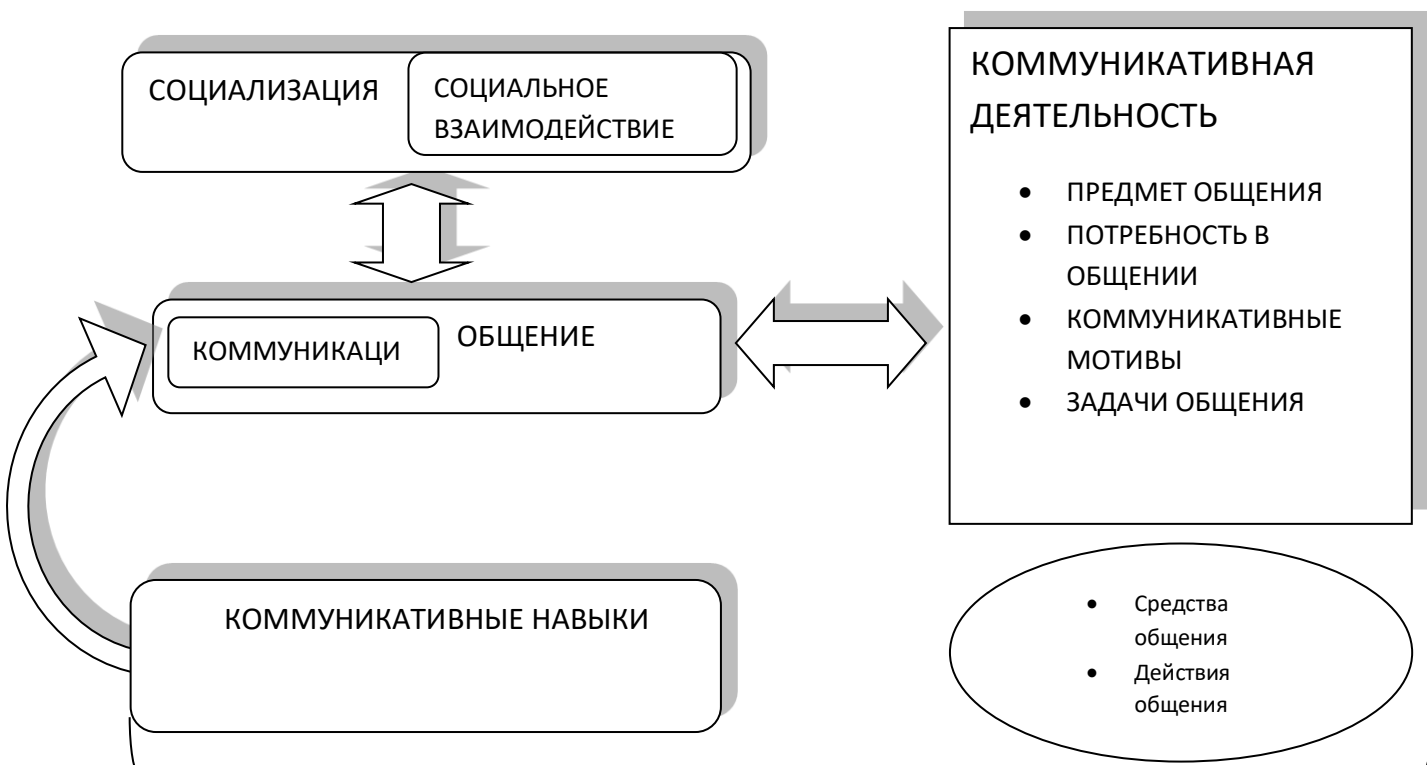 СОЦИАЛИЗАЦИЯ
СОЦИАЛЬНОЕ
ВЗАИМОДЕЙСТВИЕ
КОММУНИКАТИВНАЯ
ДЕЯТЕЛЬНОСТЬ
• ПРЕДМЕТ ОБЩЕНИЯ
• ПОТРЕБНОСТЬ В
ОБЩЕНИИ
• КОММУНИКАТИВНЫЕ
МОТИВЫ
• ЗАДАЧИ ОБЩЕНИЯ
КОММУНИКАЦИ
ОБЩЕНИЕ
КОММУНИКАТИВНЫЕ НАВЫКИ
• Средства
общения
• Действия
общения